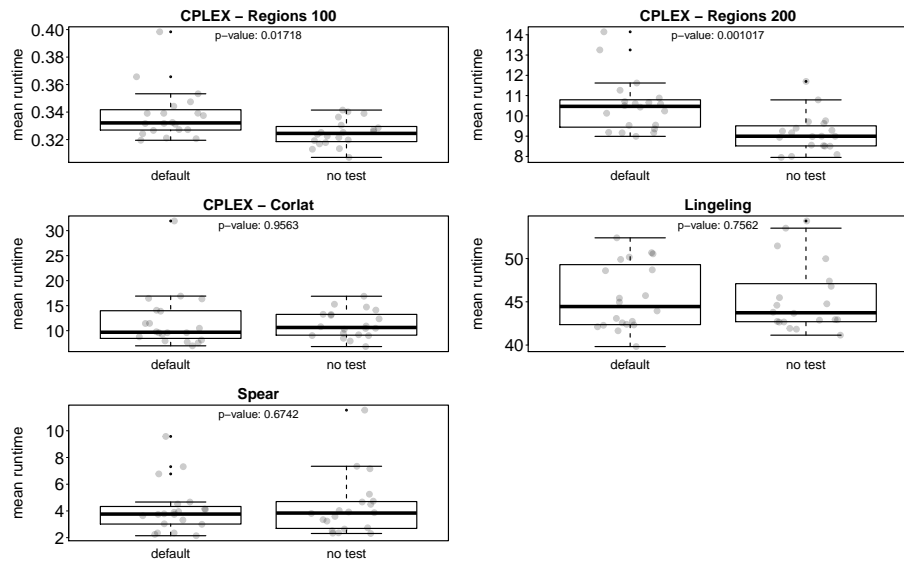 CPLEX – Regions 100
p−value: 0.01718
mean runtime
0.40
0.38
0.36
0.34
0.32
default
no test
CPLEX – Regions 200
p−value: 0.001017
mean runtime
14
13
12
11
10
9
8
default
no test
CPLEX – Corlat
p−value: 0.9563
mean runtime
30
25
20
15
10
default
no test
Lingeling
p−value: 0.7562
mean runtime
50
45
40
default
no test
Spear
p−value: 0.6742
mean runtime
10
8
6
4
2
default
no test